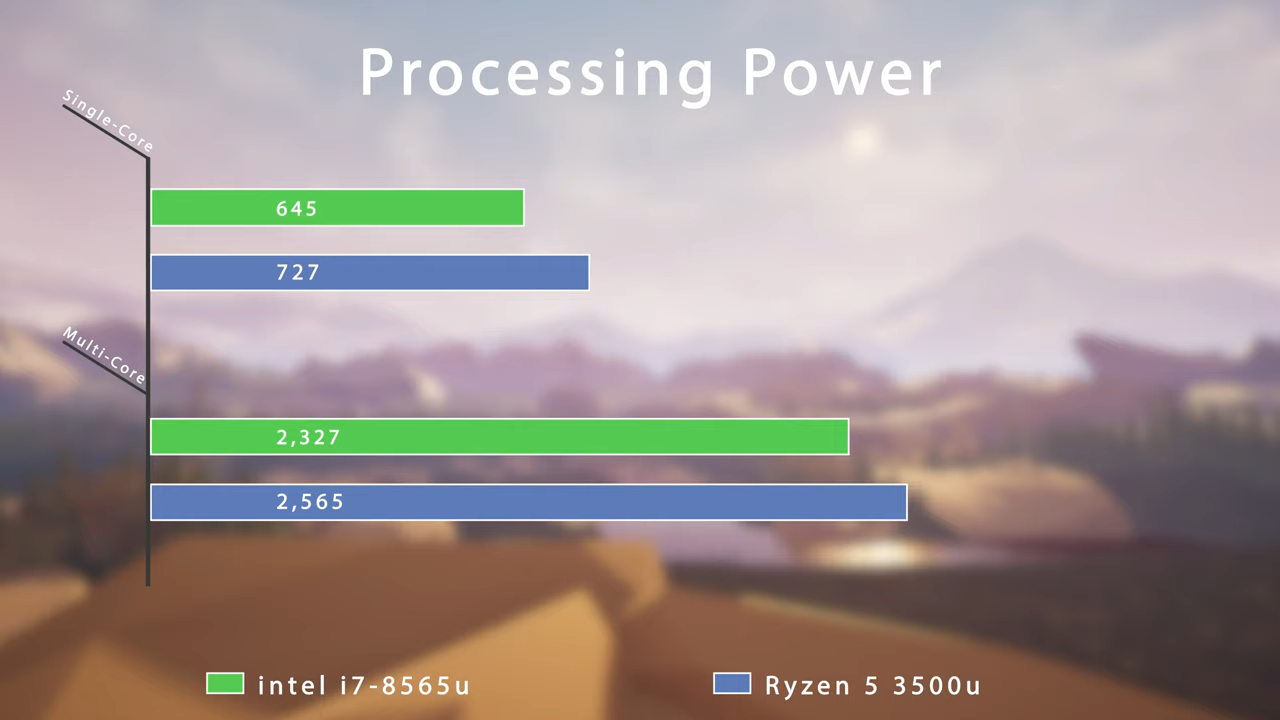 Processing Power
Single-Core
645
727
Multi-Core
2,327
2,565
intel i7-8565u
Ryzen 5 3500u